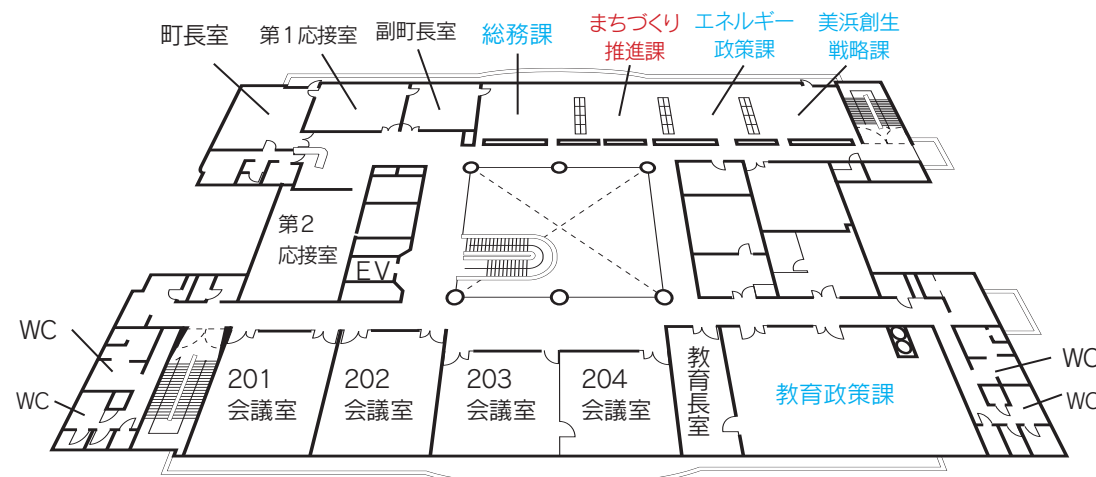 町長室
第1応接室
副町長室
総務課
まちづくり
推進課
エネルギー
政策課
美浜創生
戦略課
第2
応接室
EV
WC
WC
201
会議室
202
会議室
203
会議室
204
会議室
教育長室
教育政策課
WC
WC